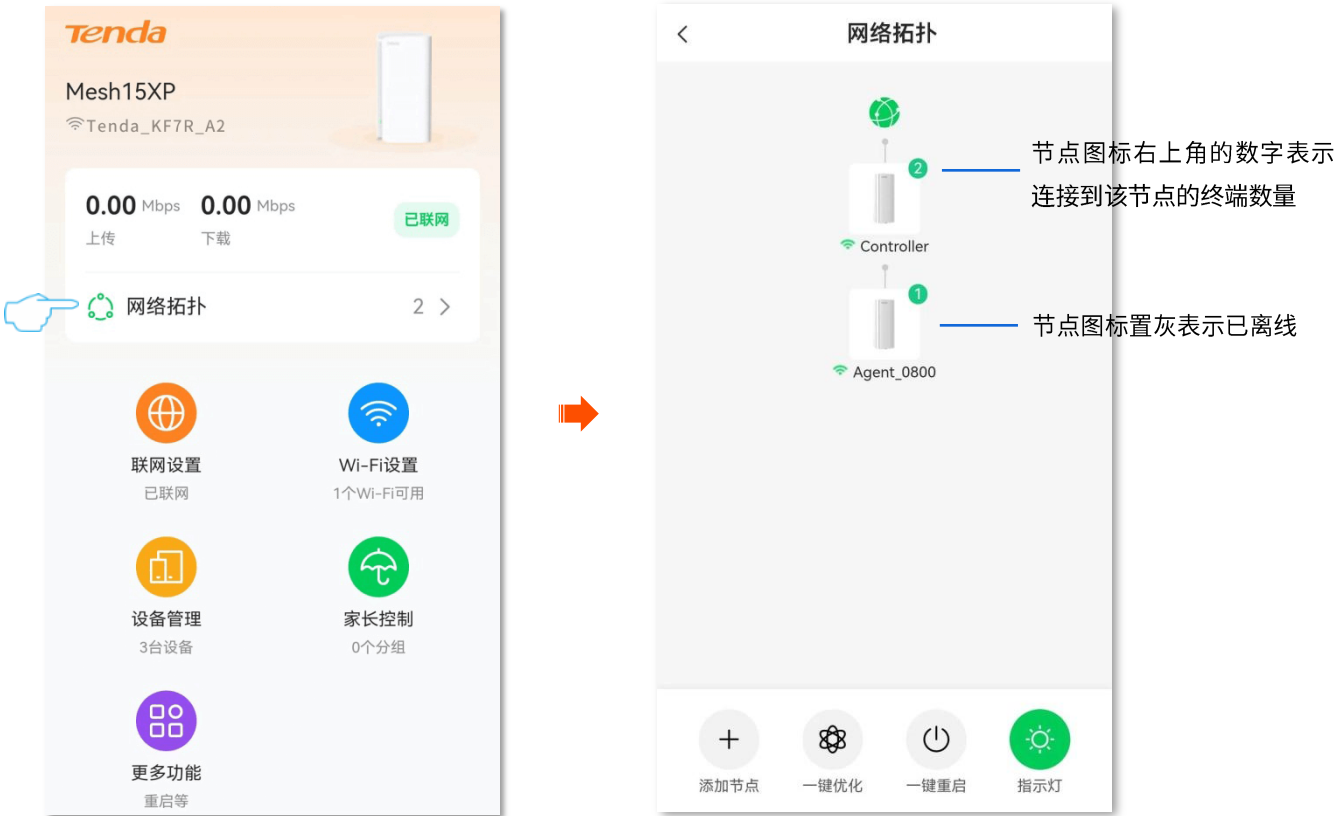 Tenda
Mesh15XP
Tenda_KF7R_A2
0.00 Mbps 0.00 Mbps
上传 下载
已联网
网络拓扑 2
联网设置
已联网
Wi-Fi设置
1个Wi-Fi可用
设备管理
3台设备
家长控制
0个分组
更多功能
重启等
网络拓扑
2
Controller
1
Agent_0800
节点图标右上角的数字表示
连接到该节点的终端数量
节点图标置灰表示已离线
添加节点 一键优化 一键重启 指示灯